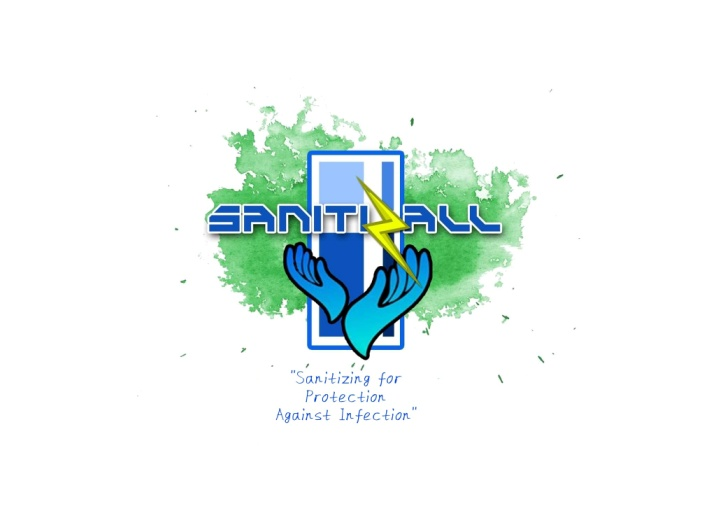 SANITIZALL
"Sanitizing for
Protection
Against Infection"